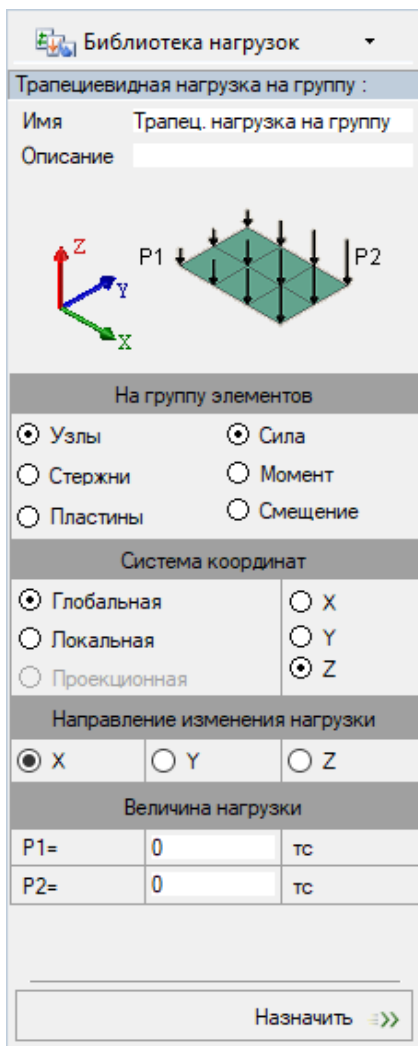 Библиотека нагрузок
Трапециевидная нагрузка на группу :
Имя Трапец. нагрузка на группу
Описание
Z P1 P2
Y
X
На группу элементов
Узлы Сила
Стержни Момент
Пластины Смещение
Система координат
Глобальная X
Локальная Y
Проекционная Z
Направление изменения нагрузки
X Y Z
Величина нагрузки
P1= 0 тс
P2= 0 тс
Назначить